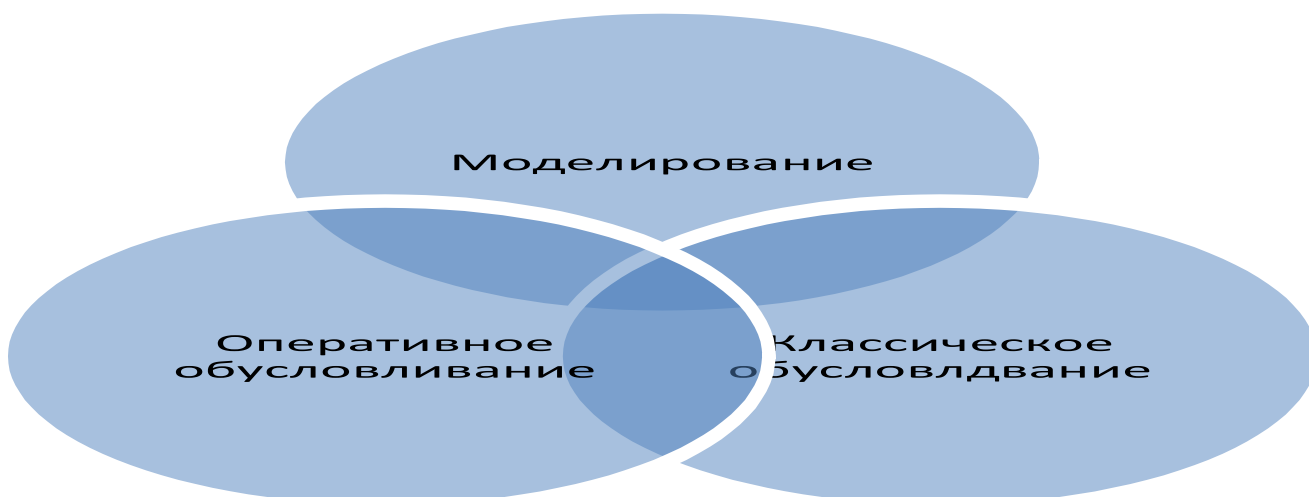 Моделирование
Оперативное
обусловливание
Классическое
обусловлдвание